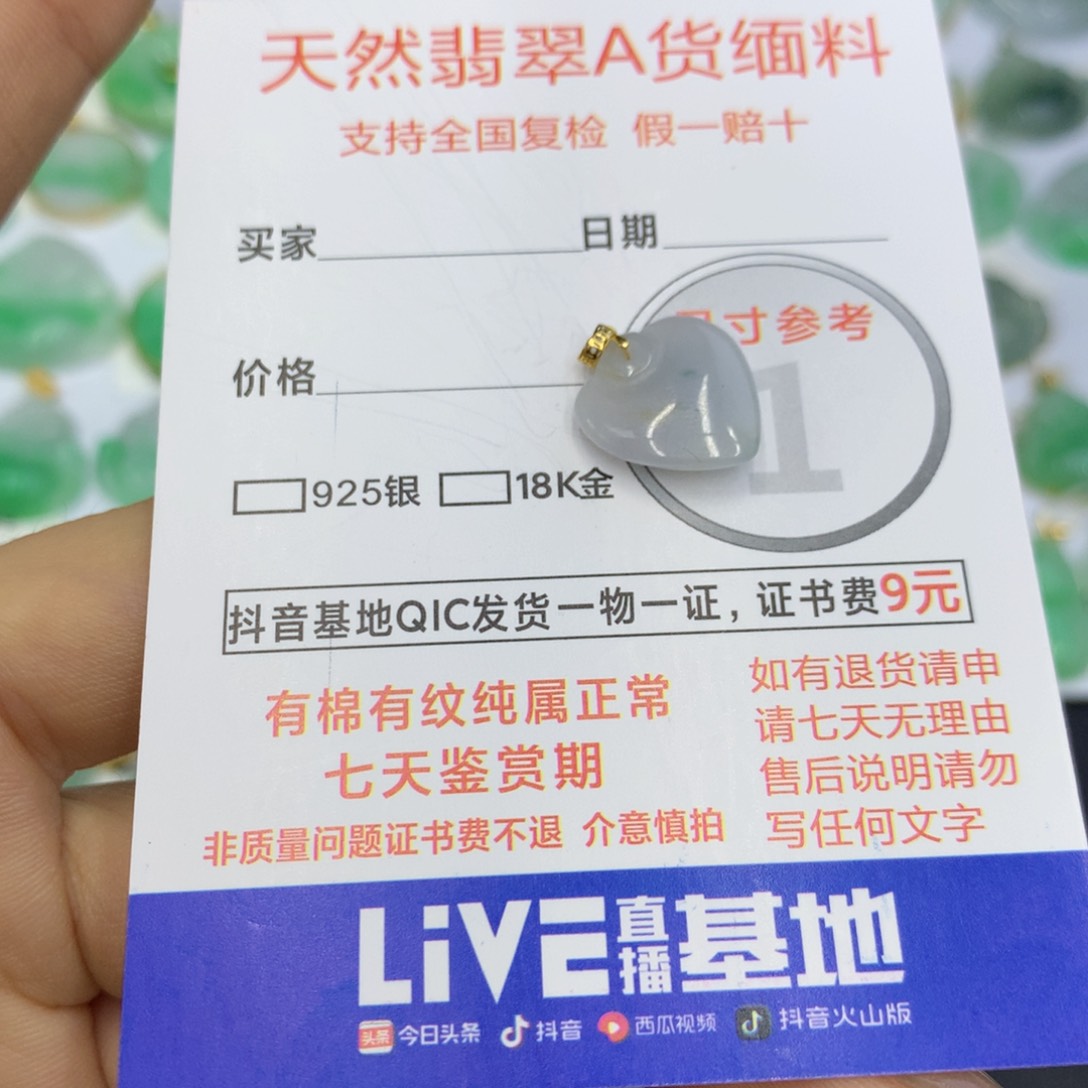 天然翡翠A货缅料
支持全国复检 假一赔十
买家 日期
寸参考
价格
1
925银 18K金
抖音基地QIC发货一物一证，证书费9元
有棉有纹纯属正常
七天鉴赏期
非质量问题证书费不退 介意慎拍
如有退货请申
请七天无理由
售后说明请勿
写任何文字
LiVE直播基地
头条 今日头条 抖音 西瓜视频 抖音火山版